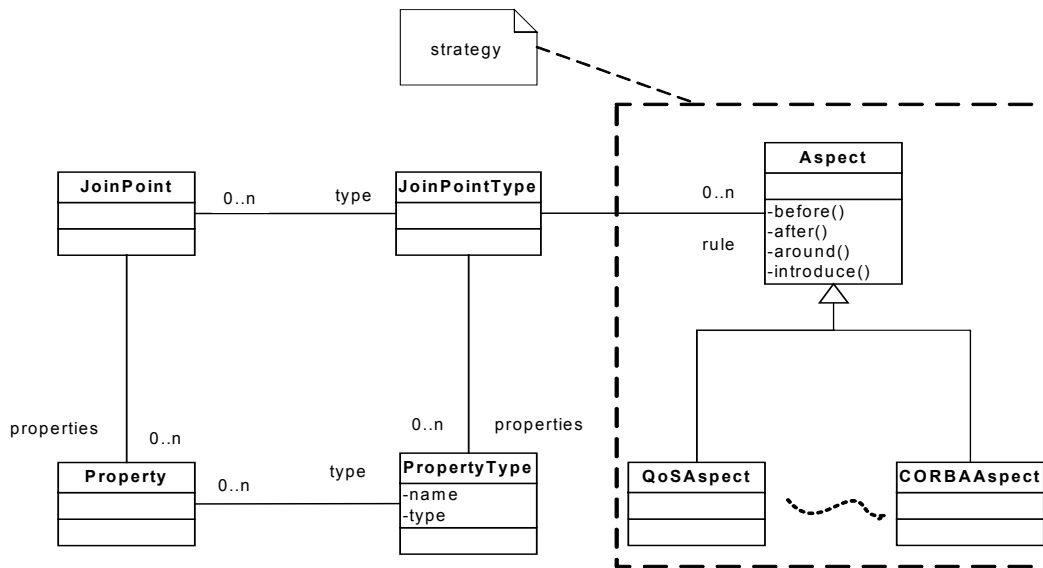 strategy
Aspect
JoinPoint
JoinPointType
0..n
type
0..n
-before()
-after()
-around()
-introduce()
rule
properties
0..n
0..n
properties
Property
PropertyType
0..n
type
-name
-type
QoSAspect
CORBAAspect